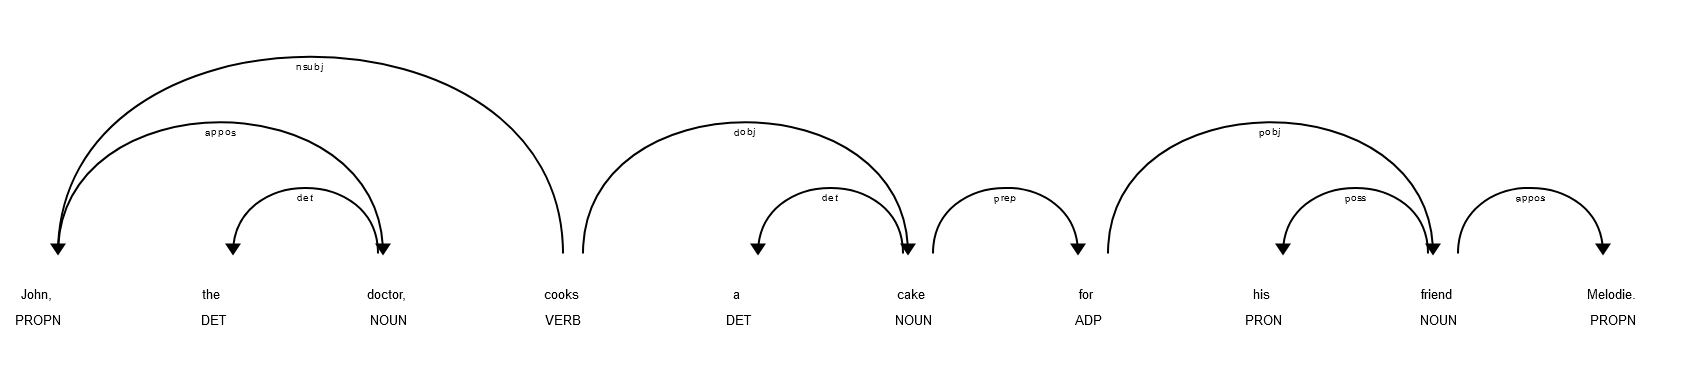 nsubj
appos dobj pobj
det det prep poss appos
John, the doctor, cooks a cake for his friend Melodie.
PROPN DET NOUN VERB DET NOUN ADP PRON NOUN PROPN